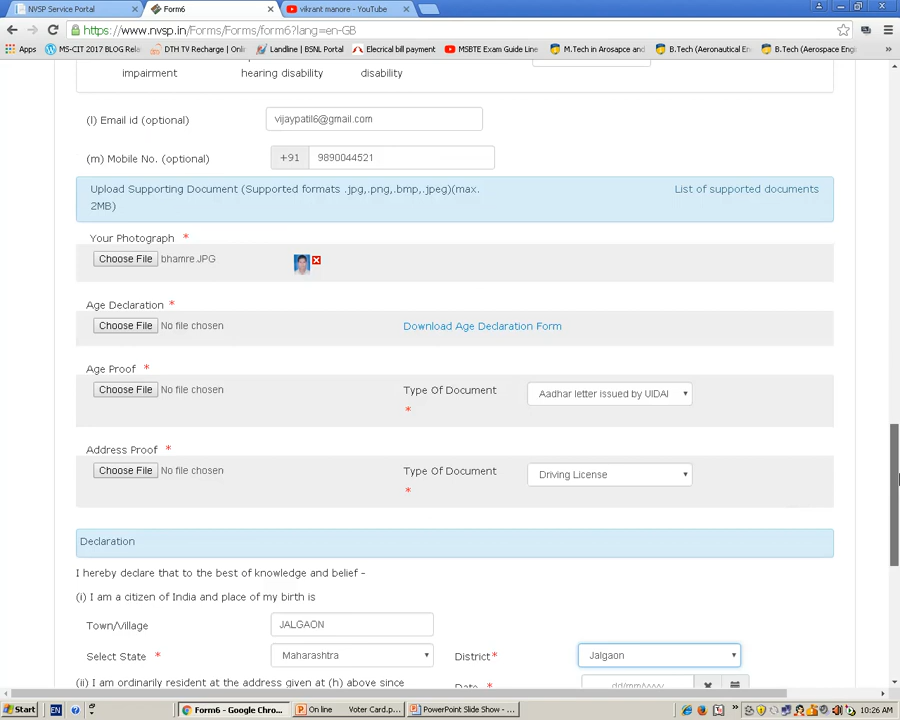 NVSP Service Portal
Form6
vikrant manore - YouTube
https://www.nvsp.in/Forms/Forms/form6?lang=en-GB
Apps
MS-CIT 2017 BLOG Rela
DTH TV Recharge | Onli
Landline | BSNL Portal
Elecrical bill payment
MSBTE Exam Guide Line
M.Tech in Arosapce and
B.Tech (Aeronautical E
B.Tech (Aerospace Eng
»
impairment
hearing disability
disability
(l) Email id (optional)
vijaypatil6@gmail.com
(m) Mobile No. (optional)
+91
9890044521
Upload Supporting Document (Supported formats .jpg,.png,.bmp,.jpeg)(max.
2MB)
List of supported documents
Your Photograph *
Choose File bhamre.JPG
Age Declaration *
Choose File No file chosen
Download Age Declaration Form
Age Proof *
Choose File No file chosen
Type Of Document
*
Aadhar letter issued by UIDAI
Address Proof *
Choose File No file chosen
Type Of Document
*
Driving License
Declaration
I hereby declare that to the best of knowledge and belief -
(i) I am a citizen of India and place of my birth is
Town/Village
JALGAON
Select State *
Maharashtra
District*
Jalgaon
(ii) I am ordinarily resident at the address given at (h) above since
Date *
dd/mm/yyyy
Start
EN
Form6 - Google Chro...
On line Voter Card.p...
PowerPoint Slide Show - ...
10:26 AM